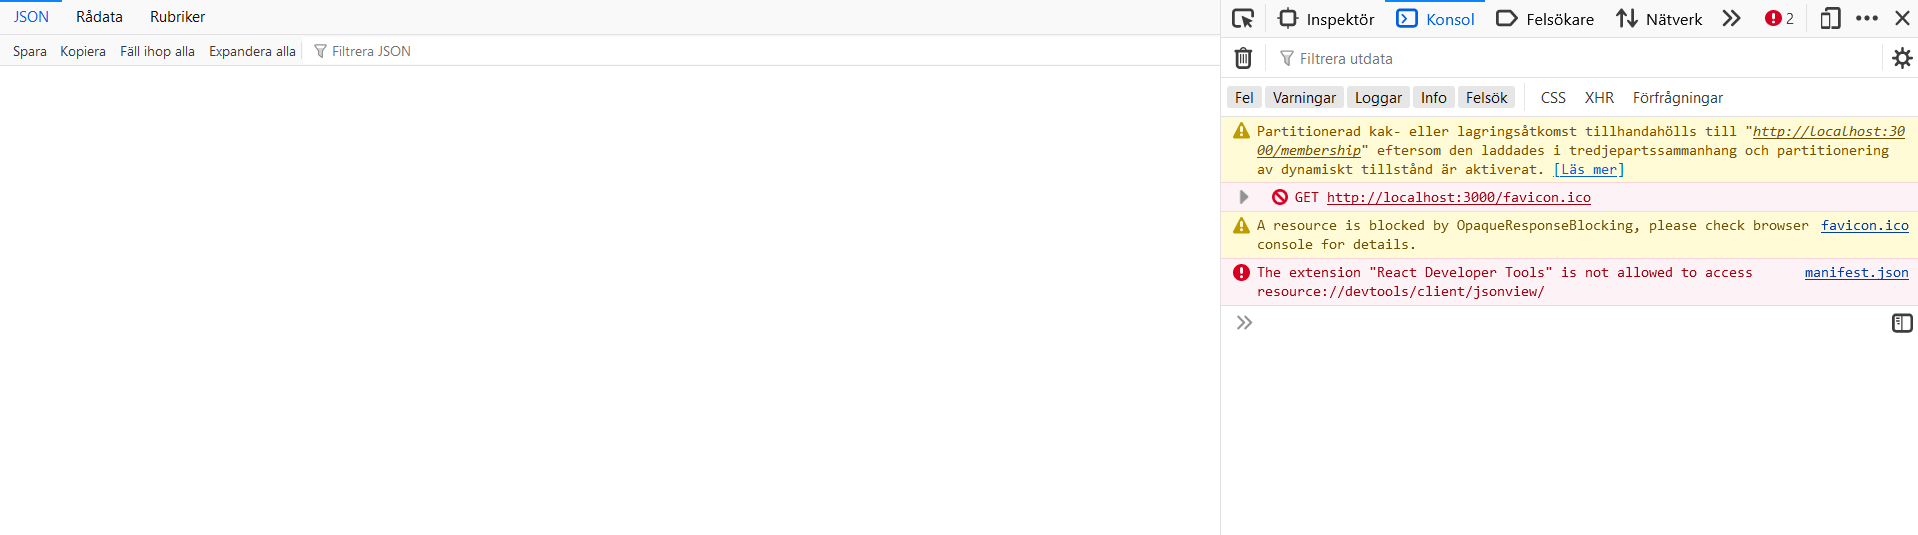 JSON Rådata Rubriker
Spara Kopiera Fäll ihop alla Expandera alla Filtrera JSON
Inspektör Konsol Felsökare Nätverk 2
Filtrera utdata
Fel Varningar Loggar Info Felsök CSS XHR Förfrågningar
Partitionerad kak- eller lagringsåtkomst tillhandahölls till "http://localhost:30
00/membership" eftersom den laddades i tredjepartssammanhang och partitionering
av dynamiskt tillstånd är aktiverat. [Läs mer]
GET http://localhost:3000/favicon.ico
A resource is blocked by OpaqueResponseBlocking, please check browser favicon.ico
console for details.
The extension "React Developer Tools" is not allowed to access manifest.json
resource://devtools/client/jsonview/